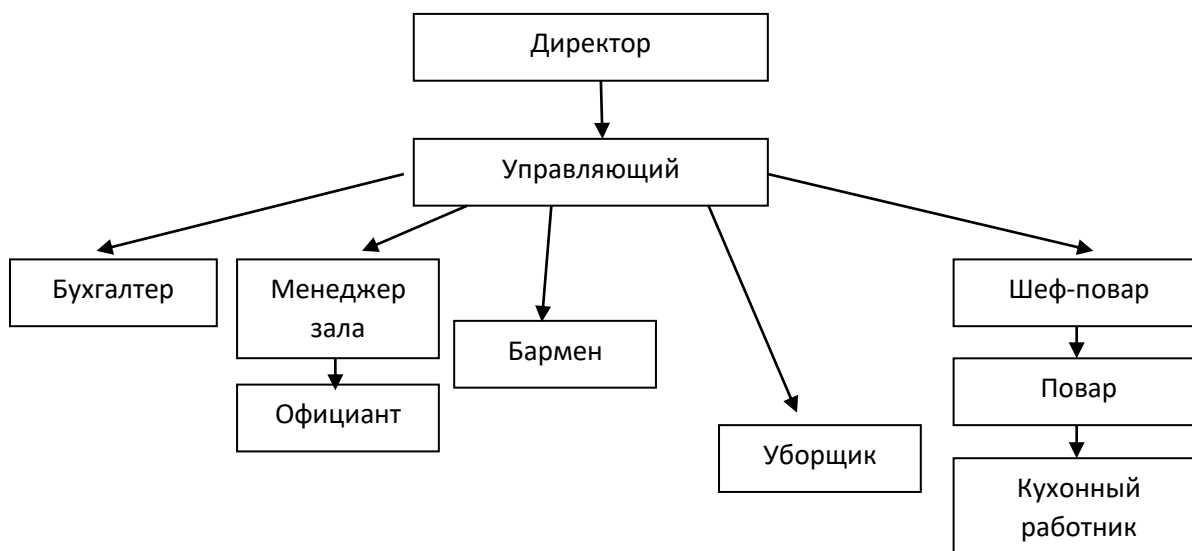 Директор
Управляющий
Бухгалтер
Менеджер
зала
Шеф-повар
Бармен
Официант
Повар
Уборщик
Кухонный
работник